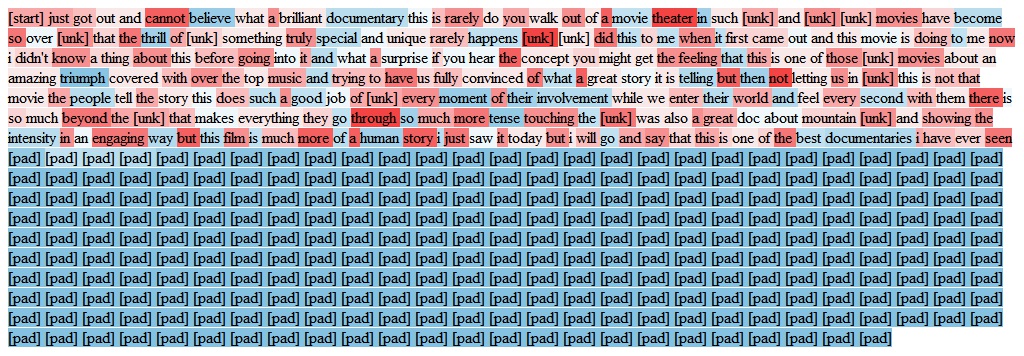 [start] just got out and cannot believe what a brilliant documentary this is rarely do you walk out of a movie theater in such [unk] and [unk] [unk] movies have become
so over [unk] that the thrill of [unk] something truly special and unique rarely happens [unk] [unk] did this to me when it first came out and this movie is doing to me now
i didn't know a thing about this before going into it and what a surprise if you hear the concept you might get the feeling that this is one of those [unk] movies about an
amazing triumph covered with over the top music and trying to have us fully convinced of what a great story it is telling but then not letting us in [unk] this is not that
movie the people tell the story this does such a good job of [unk] every moment of their involvement while we enter their world and feel every second with them there is
so much beyond the [unk] that makes everything they go through so much more tense touching the [unk] was also a great doc about mountain [unk] and showing the
intensity in an engaging way but this film is much more of a human story i just saw it today but i will go and say that this is one of the best documentaries i have ever seen
[pad] [pad] [pad] [pad] [pad] [pad] [pad] [pad] [pad] [pad] [pad] [pad] [pad] [pad] [pad] [pad] [pad] [pad] [pad] [pad] [pad] [pad] [pad] [pad] [pad] [pad] [pad]
[pad] [pad] [pad] [pad] [pad] [pad] [pad] [pad] [pad] [pad] [pad] [pad] [pad] [pad] [pad] [pad] [pad] [pad] [pad] [pad] [pad] [pad] [pad] [pad] [pad] [pad] [pad]
[pad] [pad] [pad] [pad] [pad] [pad] [pad] [pad] [pad] [pad] [pad] [pad] [pad] [pad] [pad] [pad] [pad] [pad] [pad] [pad] [pad] [pad] [pad] [pad] [pad] [pad] [pad]
[pad] [pad] [pad] [pad] [pad] [pad] [pad] [pad] [pad] [pad] [pad] [pad] [pad] [pad] [pad] [pad] [pad] [pad] [pad] [pad] [pad] [pad] [pad] [pad] [pad] [pad] [pad]
[pad] [pad] [pad] [pad] [pad] [pad] [pad] [pad] [pad] [pad] [pad] [pad] [pad] [pad] [pad] [pad] [pad] [pad] [pad] [pad] [pad] [pad] [pad] [pad] [pad] [pad] [pad]
[pad] [pad] [pad] [pad] [pad] [pad] [pad] [pad] [pad] [pad] [pad] [pad] [pad] [pad] [pad] [pad] [pad] [pad] [pad] [pad] [pad] [pad] [pad] [pad] [pad] [pad] [pad]
[pad] [pad] [pad] [pad] [pad] [pad] [pad] [pad] [pad] [pad] [pad] [pad] [pad] [pad] [pad] [pad] [pad] [pad] [pad] [pad] [pad] [pad] [pad] [pad] [pad] [pad] [pad]
[pad] [pad] [pad] [pad] [pad] [pad] [pad] [pad] [pad] [pad] [pad] [pad] [pad] [pad] [pad] [pad] [pad] [pad] [pad] [pad] [pad] [pad] [pad] [pad] [pad] [pad] [pad]
[pad] [pad] [pad] [pad] [pad] [pad] [pad] [pad] [pad] [pad] [pad] [pad] [pad] [pad] [pad] [pad] [pad] [pad] [pad] [pad] [pad] [pad] [pad] [pad] [pad] [pad] [pad]
[pad] [pad] [pad] [pad] [pad] [pad] [pad] [pad] [pad] [pad] [pad] [pad] [pad] [pad] [pad] [pad] [pad] [pad] [pad] [pad] [pad] [pad] [pad] [pad]